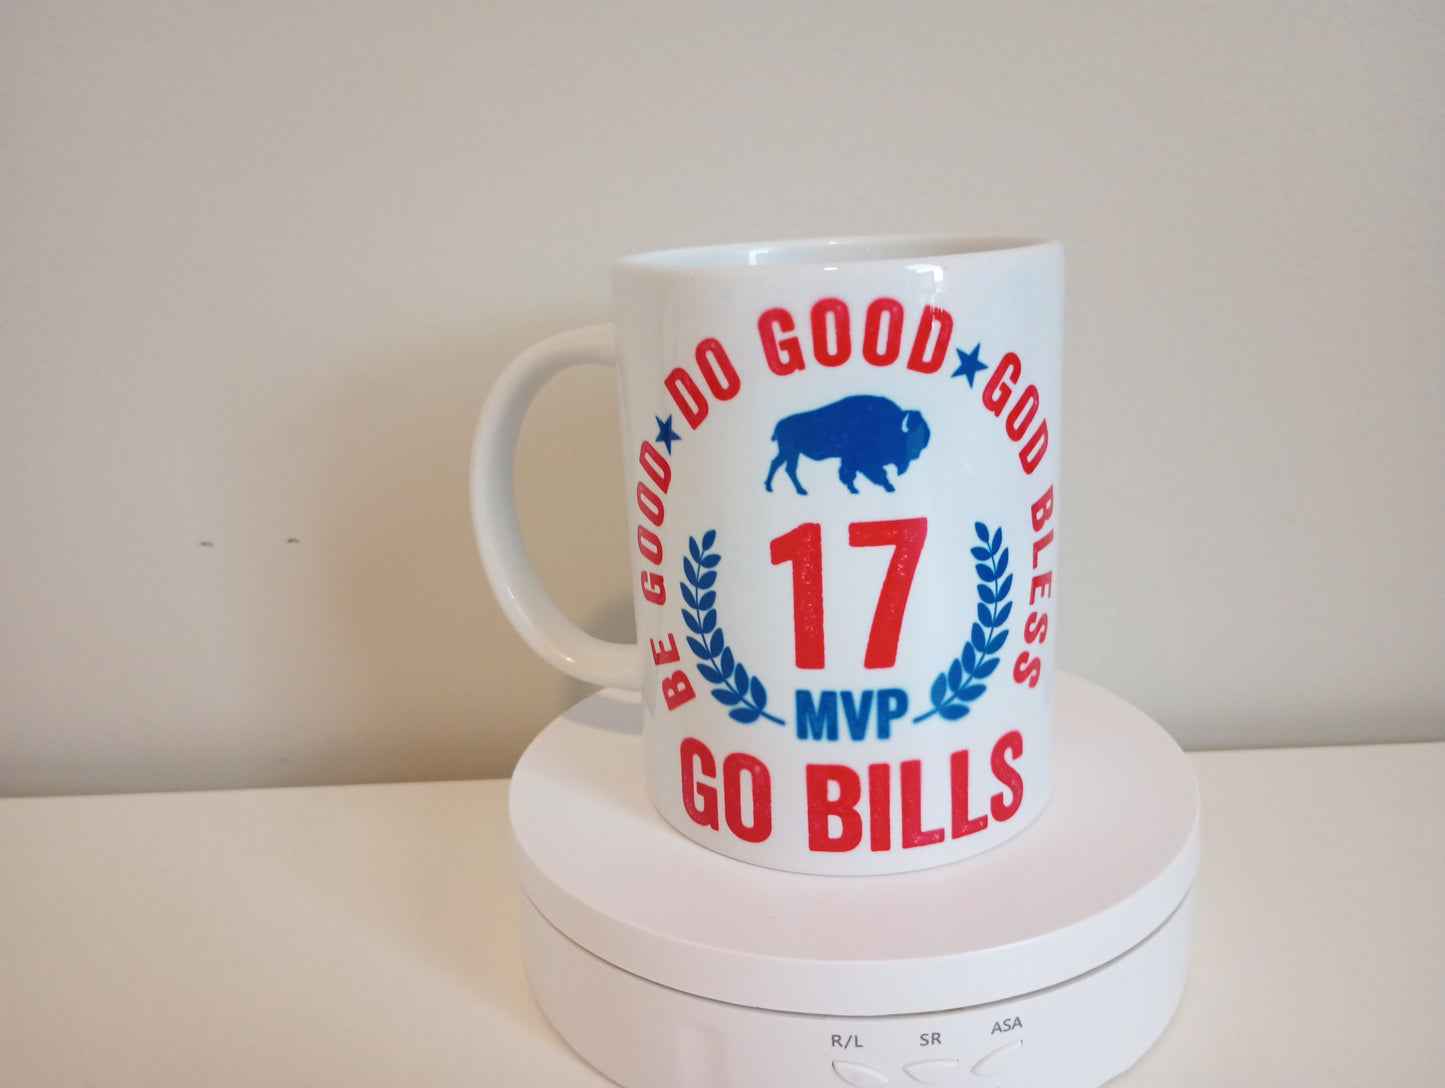 BE GOOD ★ DO GOOD ★ GOD BLESS
17
MVP
GO BILLS
R/L SR ASA